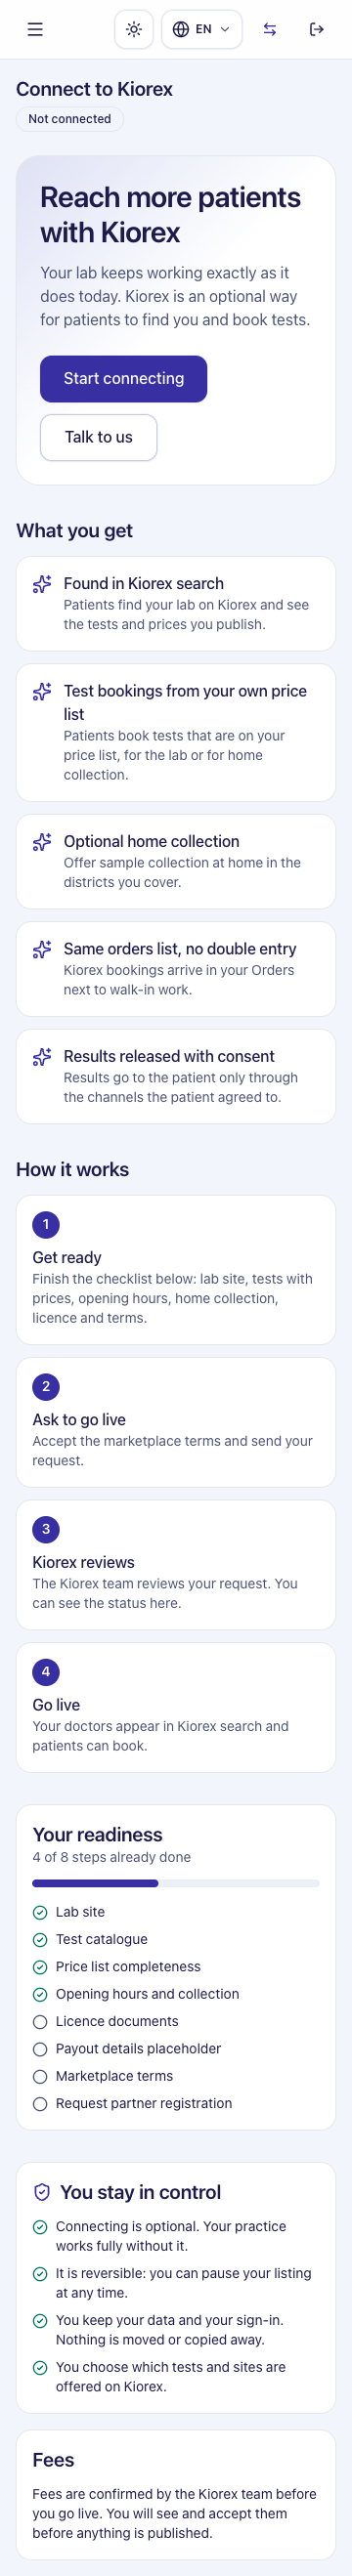 EN
Connect to Kiorex
Not connected
Reach more patients
with Kiorex
Your lab keeps working exactly as it
does today. Kiorex is an optional way
for patients to find you and book tests.
Start connecting
Talk to us
What you get
Found in Kiorex search
Patients find your lab on Kiorex and see
the tests and prices you publish.
Test bookings from your own price
list
Patients book tests that are on your
price list, for the lab or for home
collection.
Optional home collection
Offer sample collection at home in the
districts you cover.
Same orders list, no double entry
Kiorex bookings arrive in your Orders
next to walk-in work.
Results released with consent
Results go to the patient only through
the channels the patient agreed to.
How it works
1
Get ready
Finish the checklist below: lab site, tests with
prices, opening hours, home collection,
licence and terms.
2
Ask to go live
Accept the marketplace terms and send your
request.
3
Kiorex reviews
The Kiorex team reviews your request. You
can see the status here.
4
Go live
Your doctors appear in Kiorex search and
patients can book.
Your readiness
4 of 8 steps already done
Lab site
Test catalogue
Price list completeness
Opening hours and collection
Licence documents
Payout details placeholder
Marketplace terms
Request partner registration
You stay in control
Connecting is optional. Your practice
works fully without it.
It is reversible: you can pause your listing
at any time.
You keep your data and your sign-in.
Nothing is moved or copied away.
You choose which tests and sites are
offered on Kiorex.
Fees
Fees are confirmed by the Kiorex team before
you go live. You will see and accept them
before anything is published.